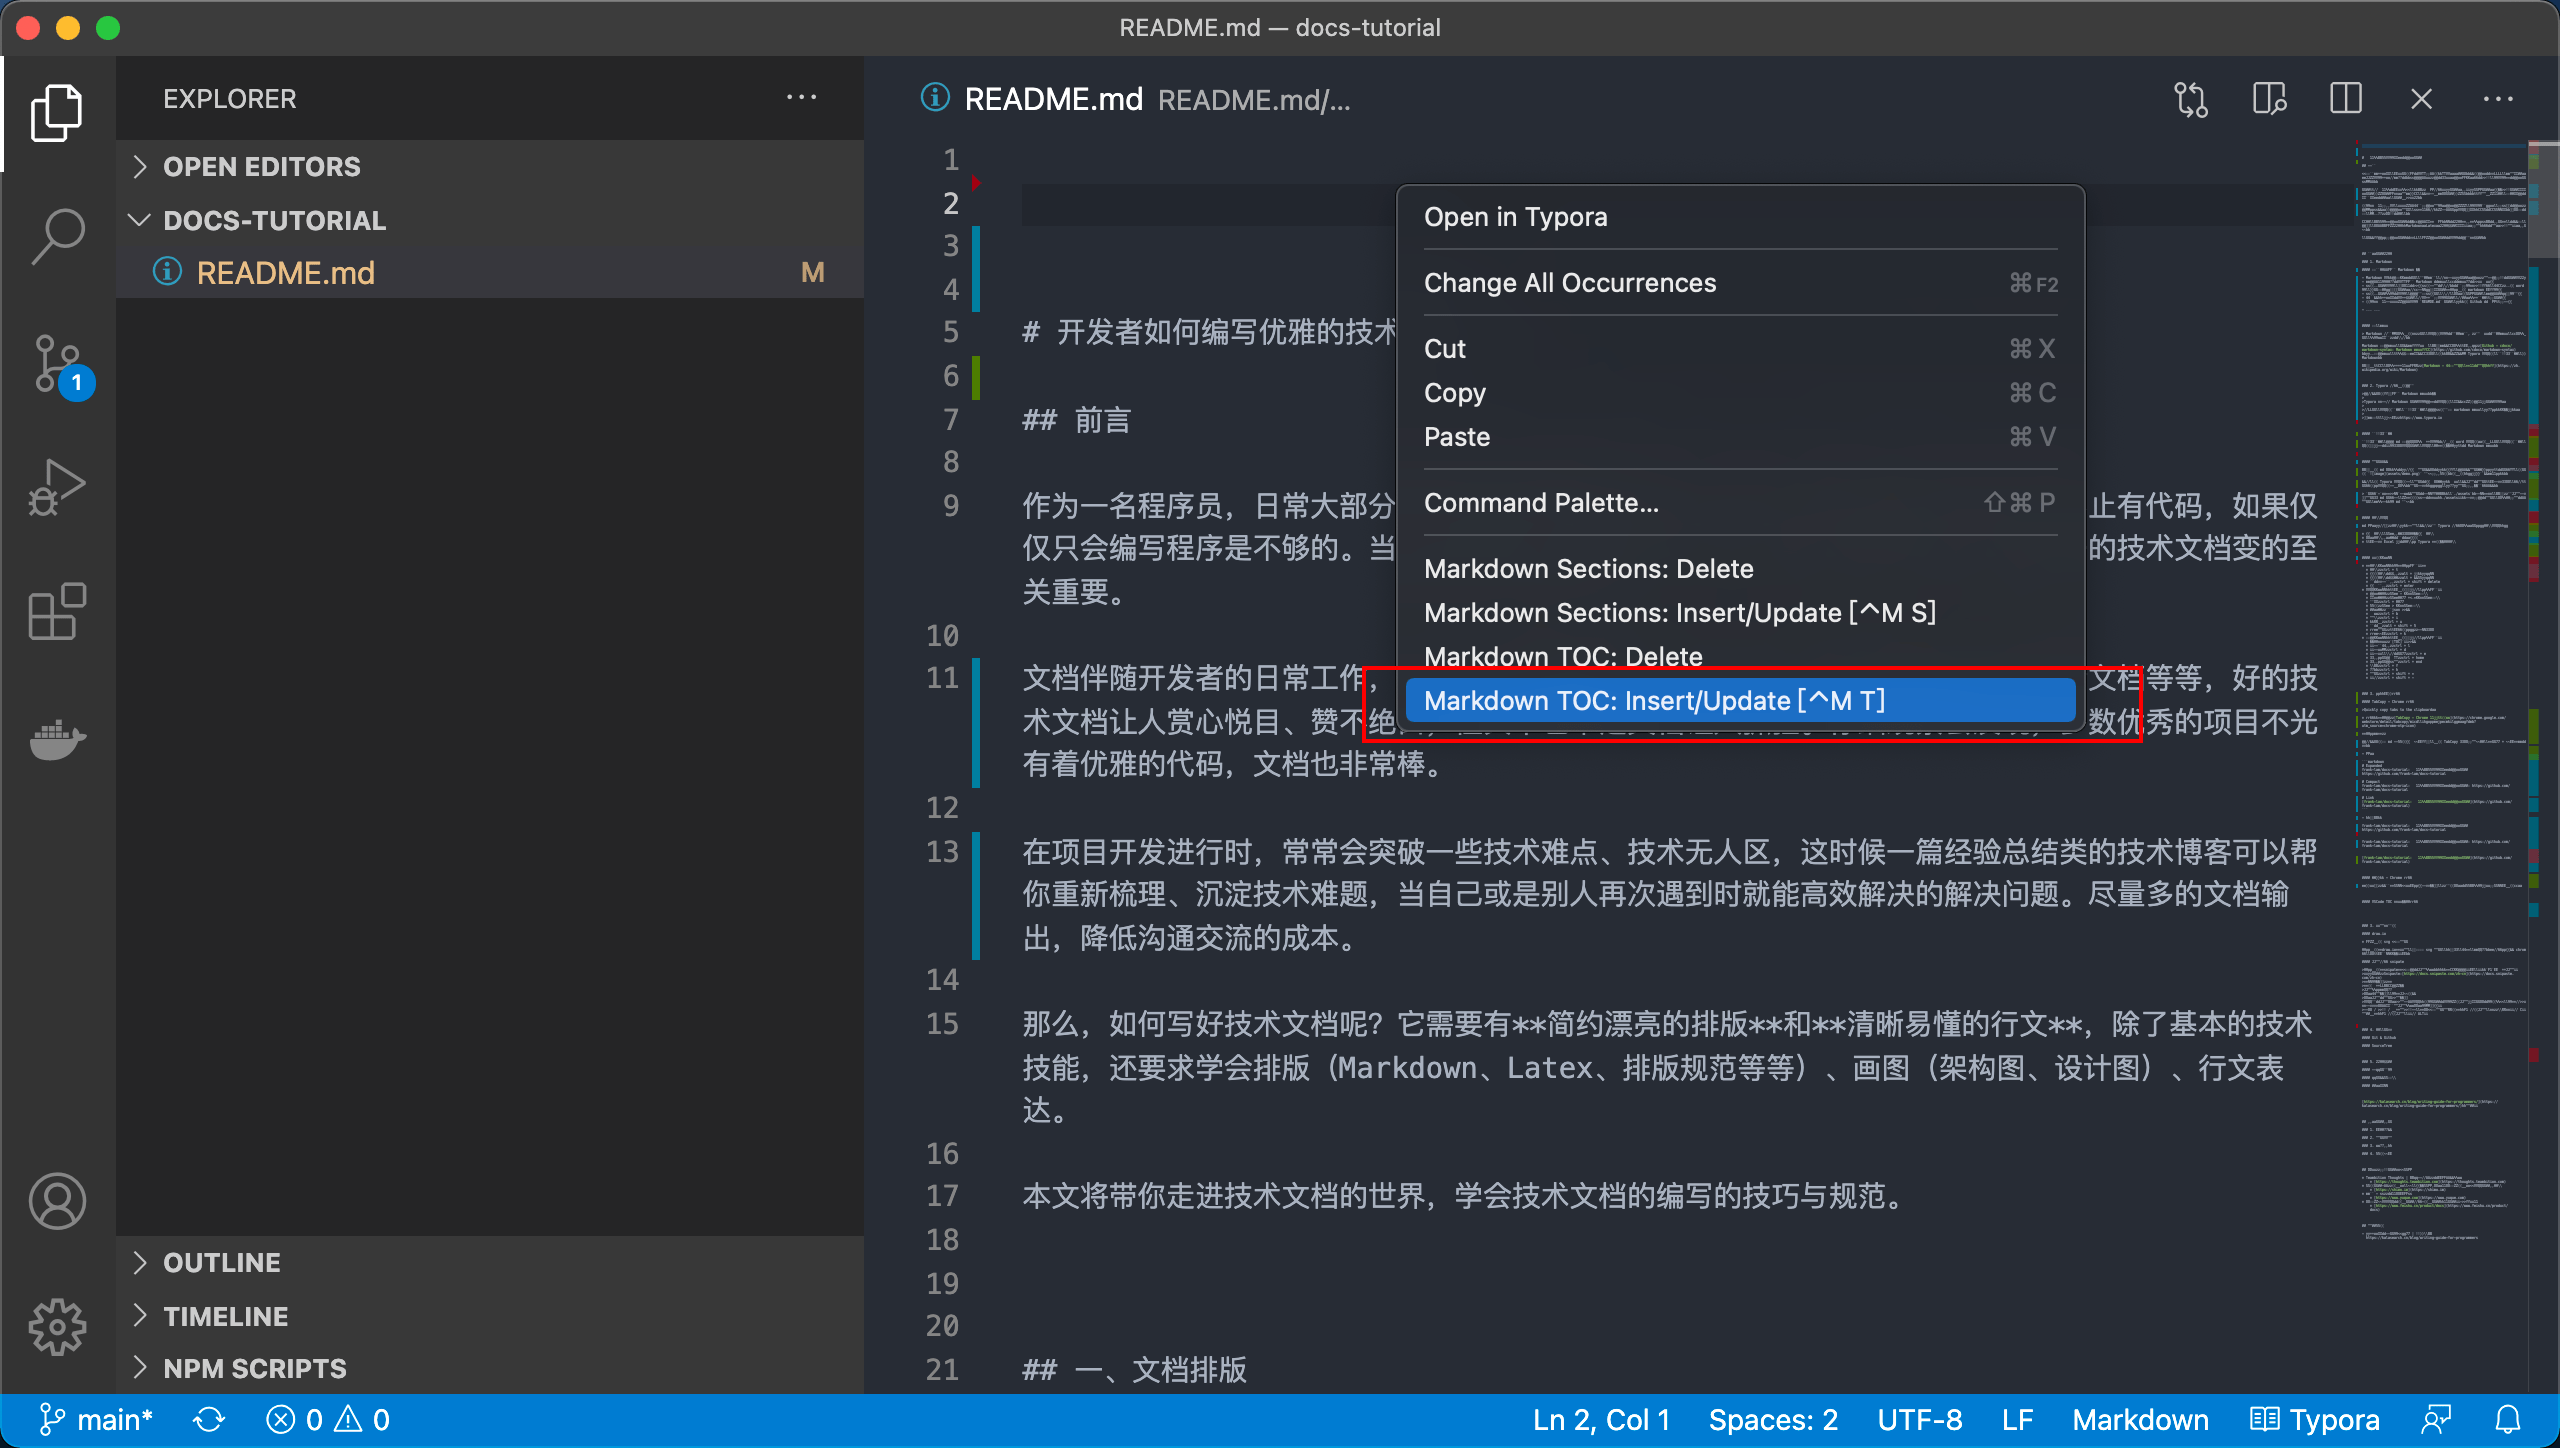 README.md — docs-tutorial
EXPLORER
OPEN EDITORS
DOCS-TUTORIAL
README.md M
OUTLINE
TIMELINE
NPM SCRIPTS
1
README.md README.md/...
1
2
3
4
5 # 开发者如何编写优雅的技术
6
7 ## 前言
8
9 作为一名程序员，日常大部分 止有代码，如果仅
仅只会编写程序是不够的。当 的技术文档变的至
关重要。
10
11 文档伴随开发者的日常工作， 文档等等，好的技
术文档让人赏心悦目、赞不绝 数优秀的项目不光
有着优雅的代码，文档也非常棒。
12
13 在项目开发进行时，常常会突破一些技术难点、技术无人区，这时候一篇经验总结类的技术博客可以帮
你重新梳理、沉淀技术难题，当自己或是别人再次遇到时就能高效解决的解决问题。尽量多的文档输
出，降低沟通交流的成本。
14
15 那么，如何写好技术文档呢？它需要有**简约漂亮的排版**和**清晰易懂的行文**，除了基本的技术
技能，还要求学会排版（Markdown、Latex、排版规范等等）、画图（架构图、设计图）、行文表
达。
16
17 本文将带你走进技术文档的世界，学会技术文档的编写的技巧与规范。
18
19
20
21 ## 一、文档排版
Open in Typora
Change All Occurrences ⌘F2
Cut ⌘X
Copy ⌘C
Paste ⌘V
Command Palette... ⇧⌘P
Markdown Sections: Delete
Markdown Sections: Insert/Update [^M S]
Markdown TOC: Delete
Markdown TOC: Insert/Update [^M T]
main* 0 0 Ln 2, Col 1 Spaces: 2 UTF-8 LF Markdown Typora